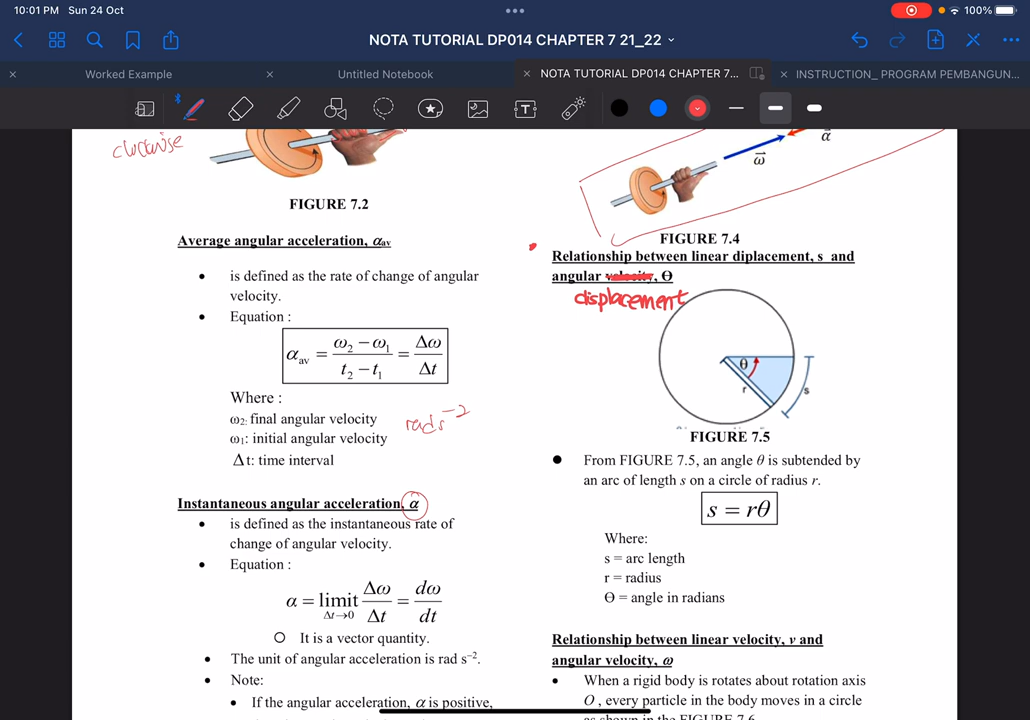 10:01 PM Sun 24 Oct
100%
NOTA TUTORIAL DP014 CHAPTER 7 21_22
Worked Example
Untitled Notebook
NOTA TUTORIAL DP014 CHAPTER 7...
INSTRUCTION_ PROGRAM PEMBANGUN...
clockwise
FIGURE 7.2
Average angular acceleration, αav
• is defined as the rate of change of angular
velocity.
• Equation :
αav = (ω2 − ω1) / (t2 − t1) = Δω / Δt
Where :
ω2: final angular velocity
ω1: initial angular velocity
Δt: time interval
rad s⁻²
Instantaneous angular acceleration, α
• is defined as the instantaneous rate of
change of angular velocity.
• Equation :
α = limit Δt→0 Δω / Δt = dω / dt
O It is a vector quantity.
• The unit of angular acceleration is rad s⁻².
• Note:
• If the angular acceleration, α is positive,
α
ω
FIGURE 7.4
Relationship between linear diplacement, s and
angular velocity, Θ
displacement
θ
r
s
FIGURE 7.5
● From FIGURE 7.5, an angle θ is subtended by
an arc of length s on a circle of radius r.
s = rθ
Where:
s = arc length
r = radius
Θ = angle in radians
Relationship between linear velocity, v and
angular velocity, ω
• When a rigid body is rotates about rotation axis
O , every particle in the body moves in a circle
as shown in the FIGURE 7.6